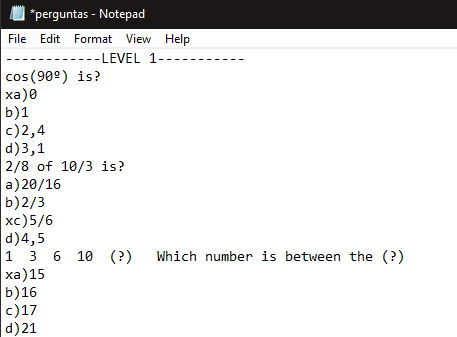 *perguntas - Notepad
File Edit Format View Help
------------LEVEL 1-----------
cos(90º) is?
xa)0
b)1
c)2,4
d)3,1
2/8 of 10/3 is?
a)20/16
b)2/3
xc)5/6
d)4,5
1  3  6  10  (?)   Which number is between the (?)
xa)15
b)16
c)17
d)21